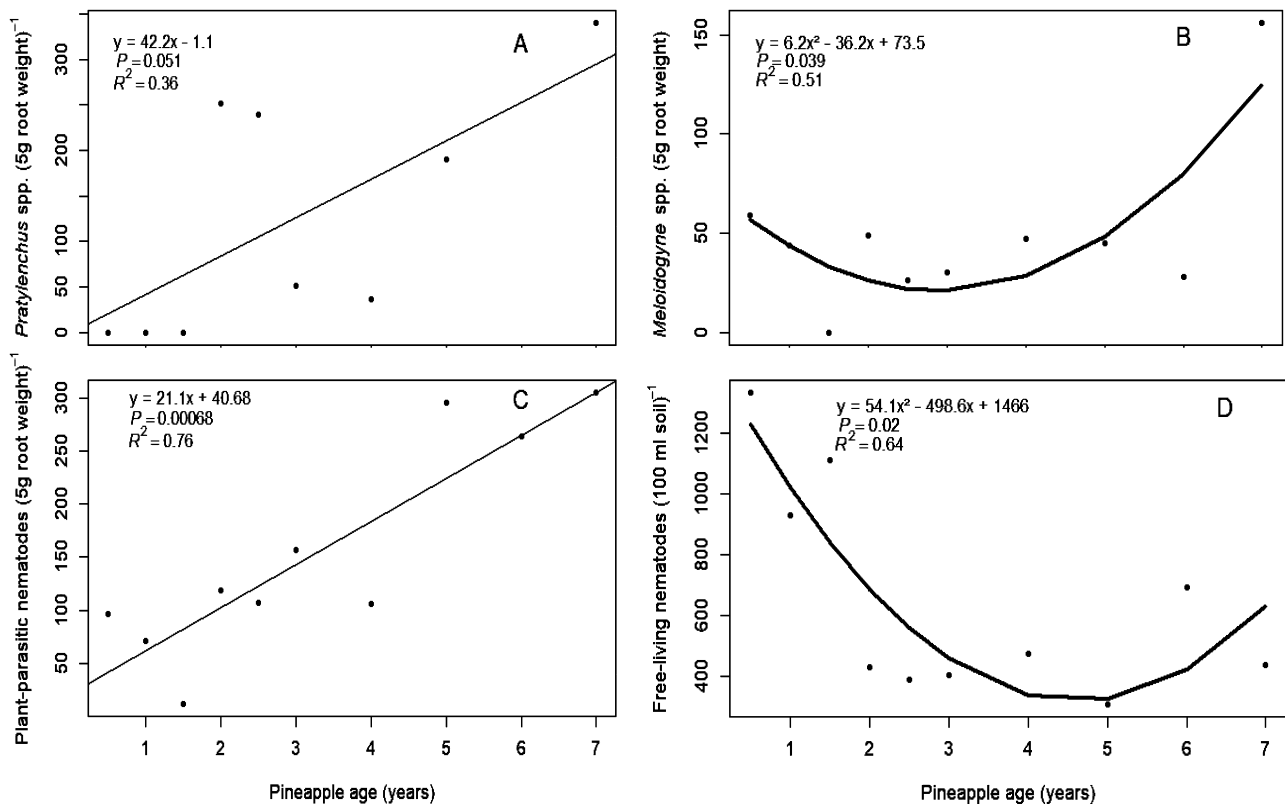 A
y = 42.2x - 1.1
P = 0.051
R² = 0.36
Pratylenchus spp. (5g root weight)⁻¹
0 50 100 200 300
B
y = 6.2x² - 36.2x + 73.5
P = 0.039
R² = 0.51
Meloidogyne spp. (5g root weight)
0 50 100 150
C
y = 21.1x + 40.68
P = 0.00068
R² = 0.76
Plant-parasitic nematodes (5g root weight)⁻¹
50 100 150 200 250 300
1 2 3 4 5 6 7
Pineapple age (years)
D
y = 54.1x² - 498.6x + 1466
P = 0.02
R² = 0.64
Free-living nematodes (100 ml soil)⁻¹
400 600 800 1000 1200
1 2 3 4 5 6 7
Pineapple age (years)